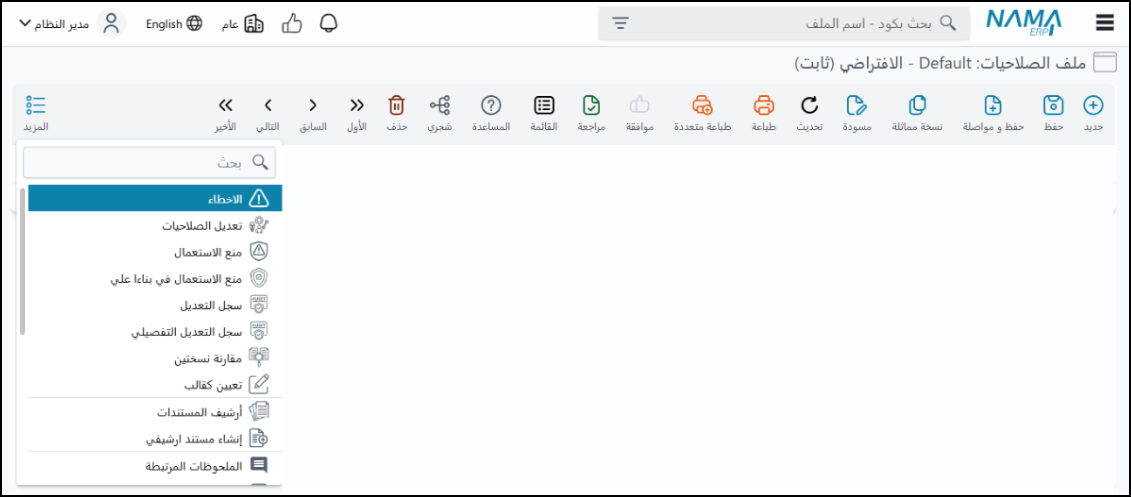 NAMA ERP
بحث بكود - اسم الملف
عام
English
مدير النظام
ملف الصلاحيات: Default - الافتراضي (ثابت)
جديد
حفظ
حفظ و مواصلة
نسخة مماثلة
مسودة
تحديث
طباعة
طباعة متعددة
موافقة
مراجعة
القائمة
المساعدة
شجري
حذف
الأول
السابق
التالي
الأخير
المزيد
بحث
الاخطاء
تعديل الصلاحيات
منع الاستعمال
منع الاستعمال في بناءا علي
سجل التعديل
سجل التعديل التفصيلي
مقارنة نسختين
تعيين كقالب
أرشيف المستندات
إنشاء مستند ارشيفي
الملحوظات المرتبطة